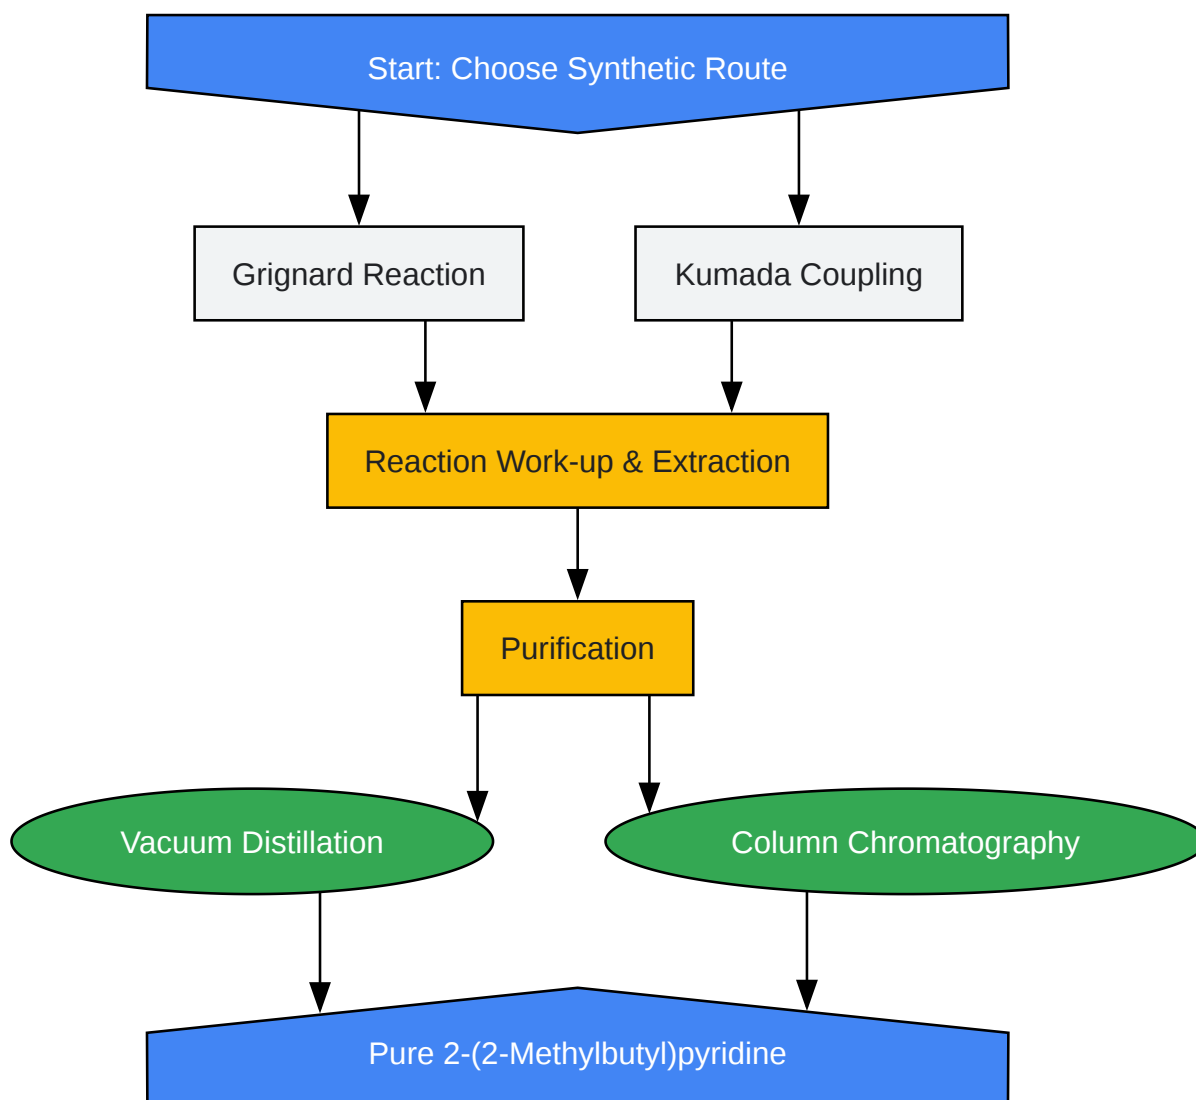 Start: Choose Synthetic Route
Grignard Reaction
Kumada Coupling
Reaction Work-up & Extraction
Purification
Vacuum Distillation
Column Chromatography
Pure 2-(2-Methylbutyl)pyridine